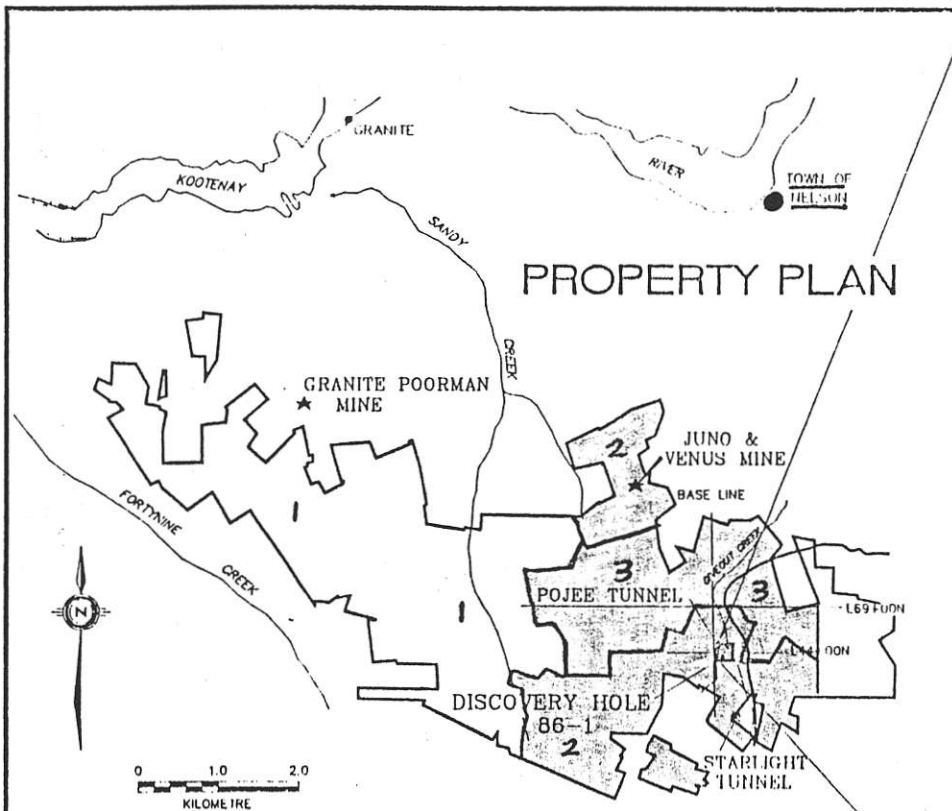 GRANITE
KOOTENAY
RIVER
TOWN OF
NELSON
SANDY
CREEK
PROPERTY PLAN
GRANITE POORMAN
MINE
2
JUNO &
VENUS MINE
BASE LINE
FORTYNINE
CREEK
1
1
3
POJEE TUNNEL
GIVEOUT CREEK
3
N
DISCOVERY HOLE
86-1
2
STARLIGHT
TUNNEL
0 1.0 2.0
KILOMETRE